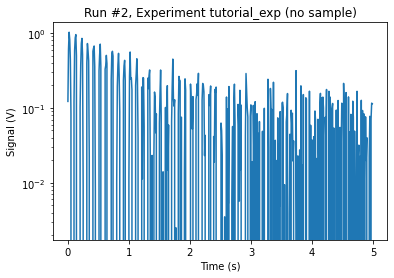 Run #2, Experiment tutorial_exp (no sample)
10⁰
10⁻¹
10⁻²
Signal (V)
0 1 2 3 4 5
Time (s)